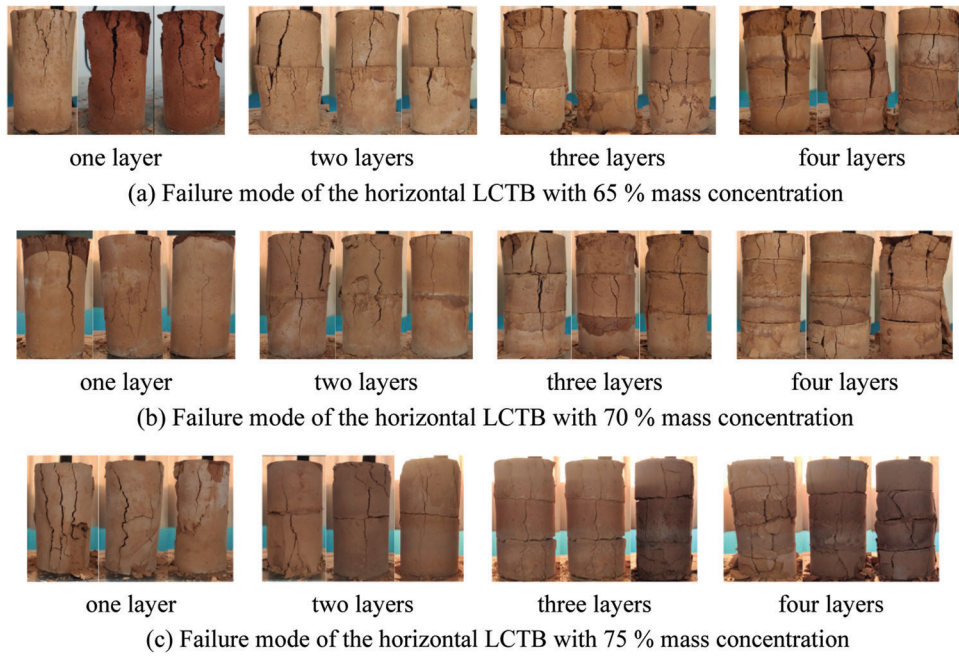 one layer
two layers
three layers
four layers
(a) Failure mode of the horizontal LCTB with 65 % mass concentration
one layer
two layers
three layers
four layers
(b) Failure mode of the horizontal LCTB with 70 % mass concentration
one layer
two layers
three layers
four layers
(c) Failure mode of the horizontal LCTB with 75 % mass concentration